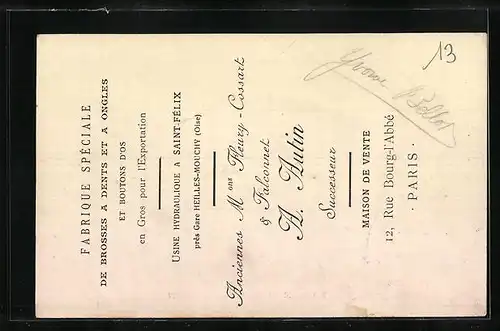 FABRIQUE SPÉCIALE
DE BROSSES A DENTS ET A ONGLES
ET BOUTONS D'OS
en Gros pour l'Exportation
USINE HYDRAULIQUE A SAINT-FÉLIX
près Gare HEILLES-MOUCHY (Oise)
Anciennes Mons Fleury-Cossart
& Falconnet
A. Autin
Successeur
MAISON DE VENTE
12, Rue Bourg-l'Abbé
· PARIS ·
Yvonne
13